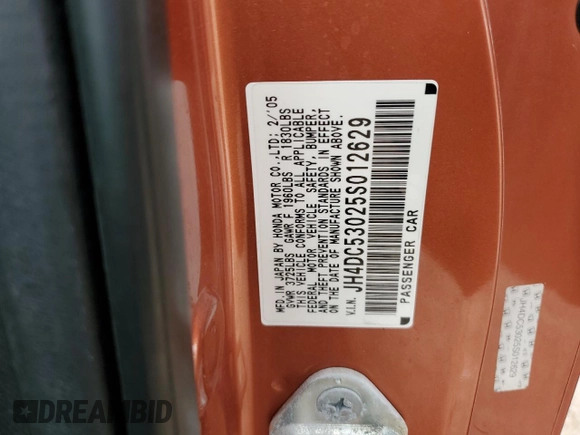 MFD. IN JAPAN BY HONDA MOTOR CO.,LTD; 2/'05
GVWR 3725LBS GAWR F 1960LBS R 1830LBS
THIS VEHICLE CONFORMS TO ALL APPLICABLE
FEDERAL MOTOR VEHICLE SAFETY, BUMPER,
AND THEFT PREVENTION STANDARDS IN EFFECT
ON THE DATE OF MANUFACTURE SHOWN ABOVE.
V.I.N. JH4DC53025S012629
PASSENGER CAR
JH4DC53025S012629
DREAMBID